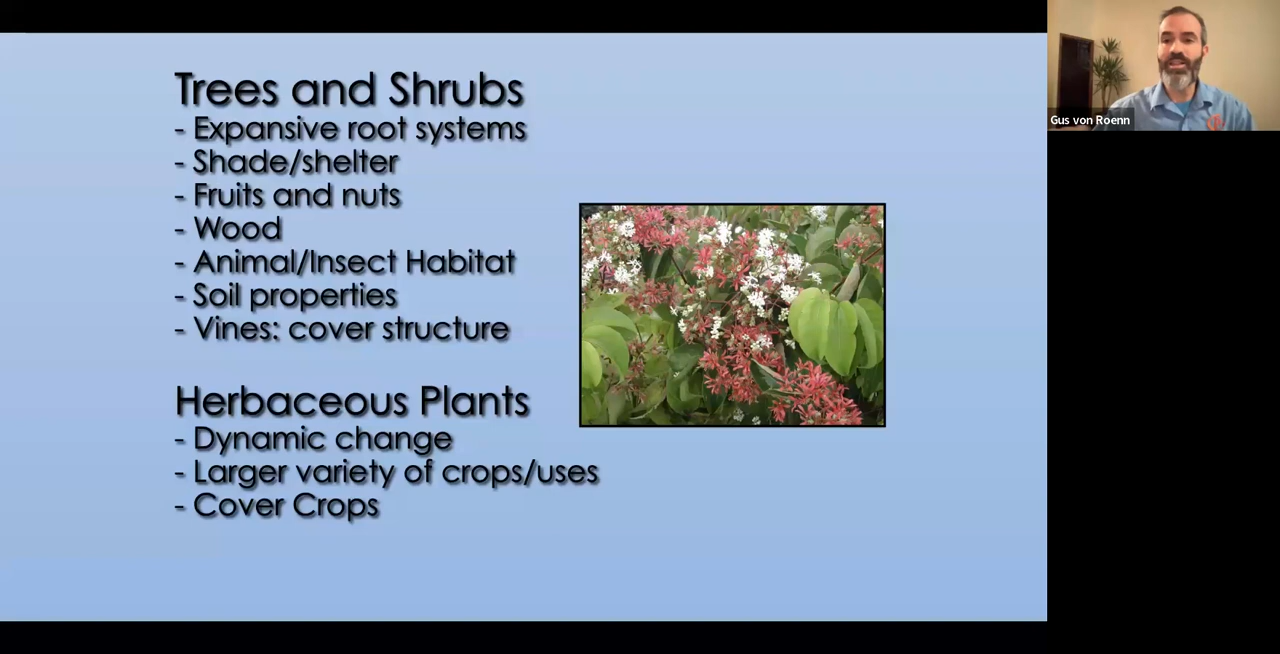 Trees and Shrubs
- Expansive root systems
- Shade/shelter
- Fruits and nuts
- Wood
- Animal/Insect Habitat
- Soil properties
- Vines: cover structure
Herbaceous Plants
- Dynamic change
- Larger variety of crops/uses
- Cover Crops
Gus von Roenn